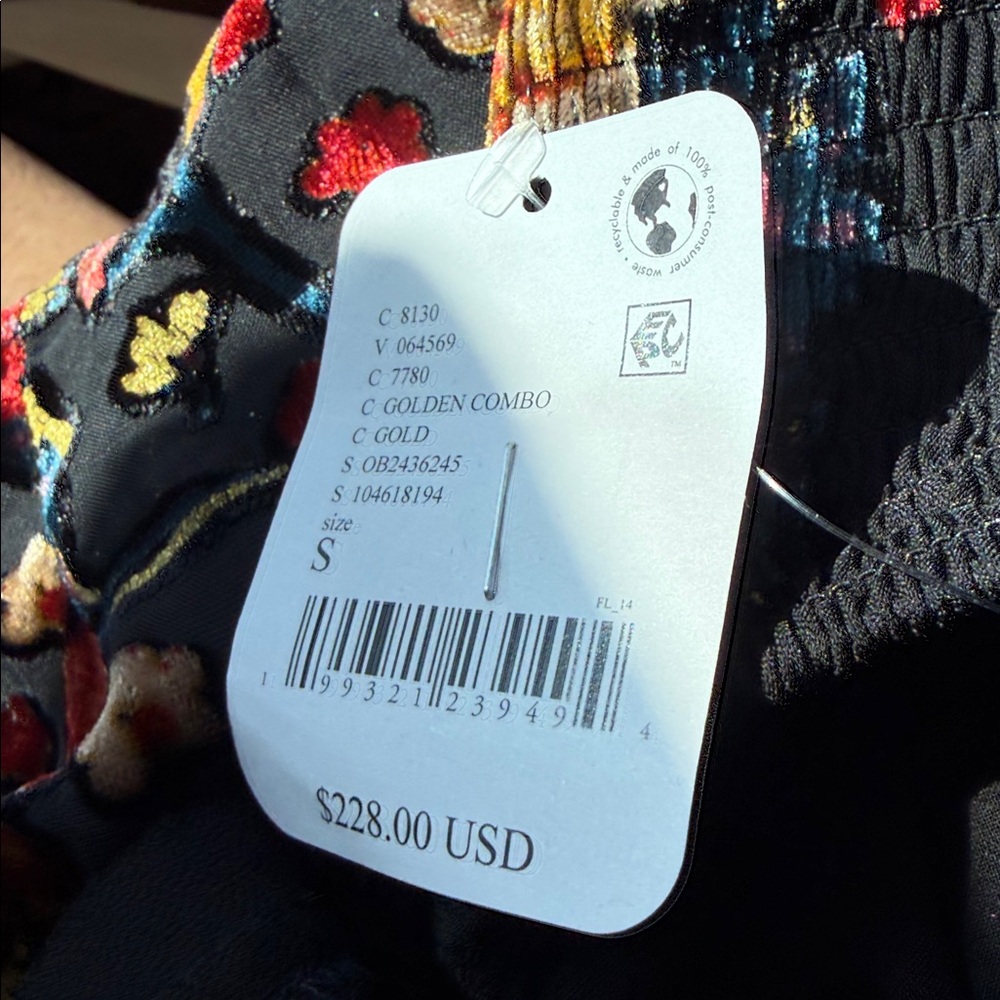 recyclable & made of 100% post-consumer waste •
C 8130
V 064569
C 7780
C GOLDEN COMBO
C GOLD
S OB2436245
S 104618194
size
S
FL_14
1 99321 23949 4
$228.00 USD
TM